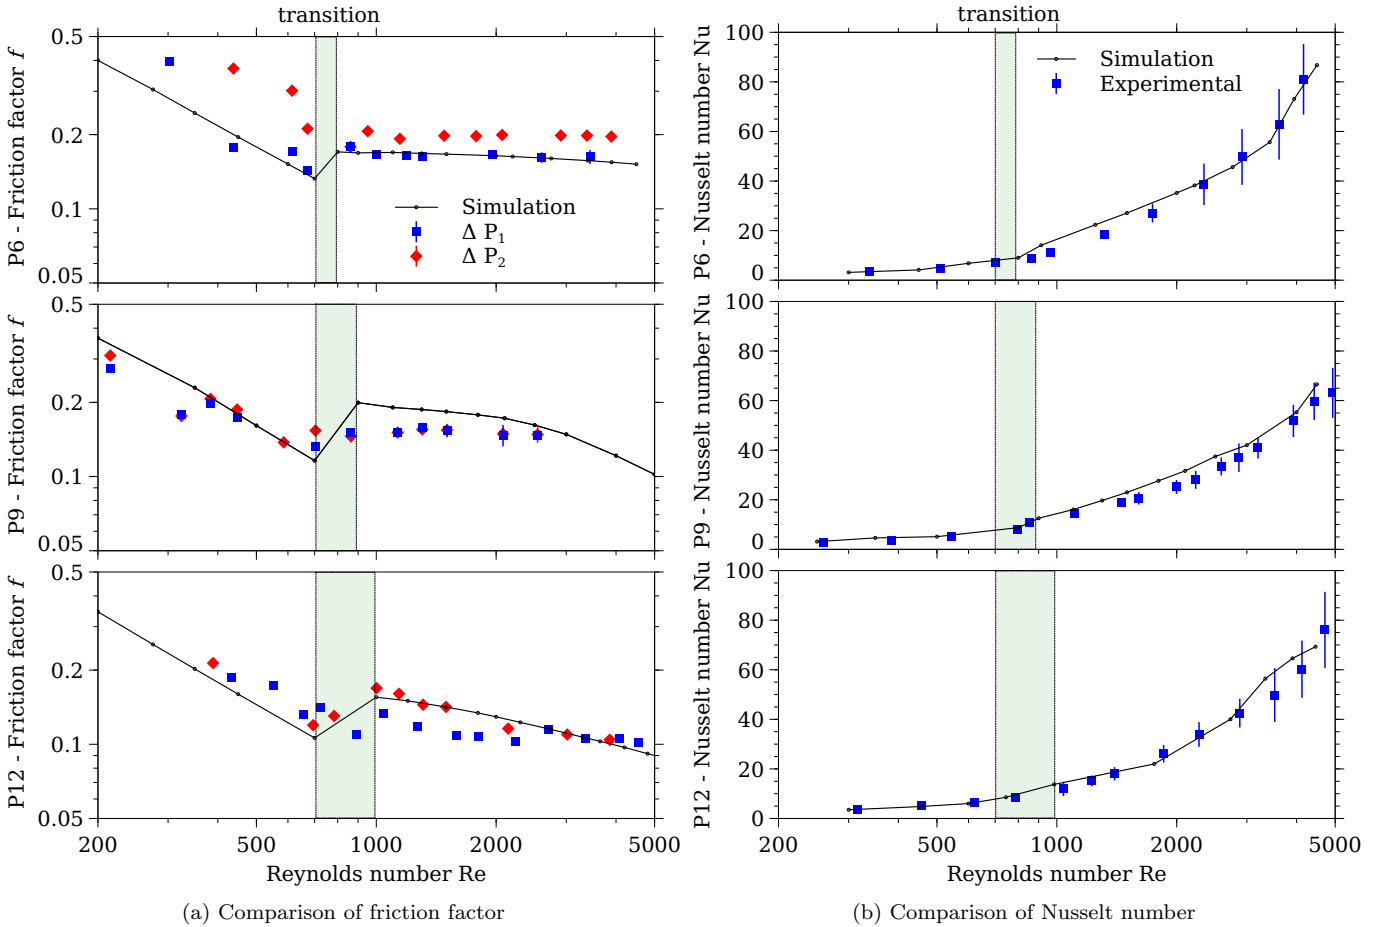 transition
0.5
0.2
0.1
0.05
P6 - Friction factor f
Simulation
Δ P1
Δ P2
0.5
0.2
0.1
0.05
P9 - Friction factor f
0.5
0.2
0.1
0.05
P12 - Friction factor f
200
500
1000
2000
5000
Reynolds number Re
(a) Comparison of friction factor
transition
100
80
60
40
20
0
P6 - Nusselt number Nu
Simulation
Experimental
100
80
60
40
20
0
P9 - Nusselt number Nu
100
80
60
40
20
0
P12 - Nusselt number Nu
200
500
1000
2000
5000
Reynolds number Re
(b) Comparison of Nusselt number